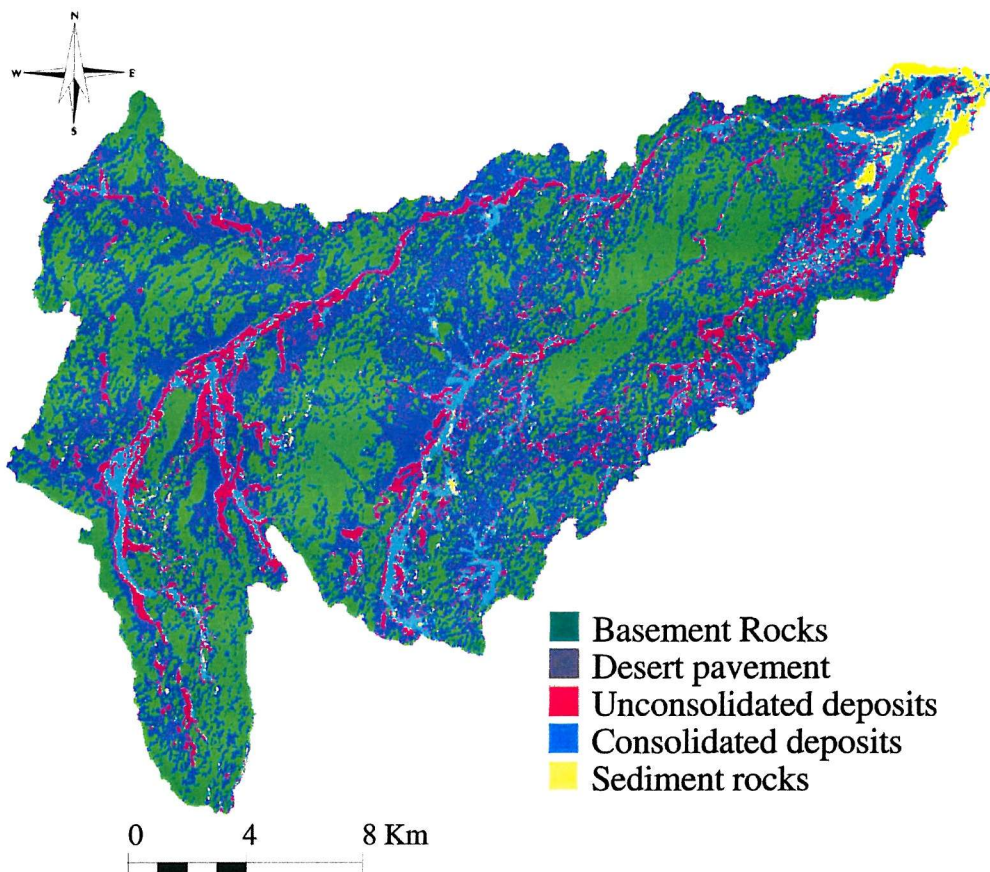 N
W E
S
Basement Rocks
Desert pavement
Unconsolidated deposits
Consolidated deposits
Sediment rocks
0 4 8 Km